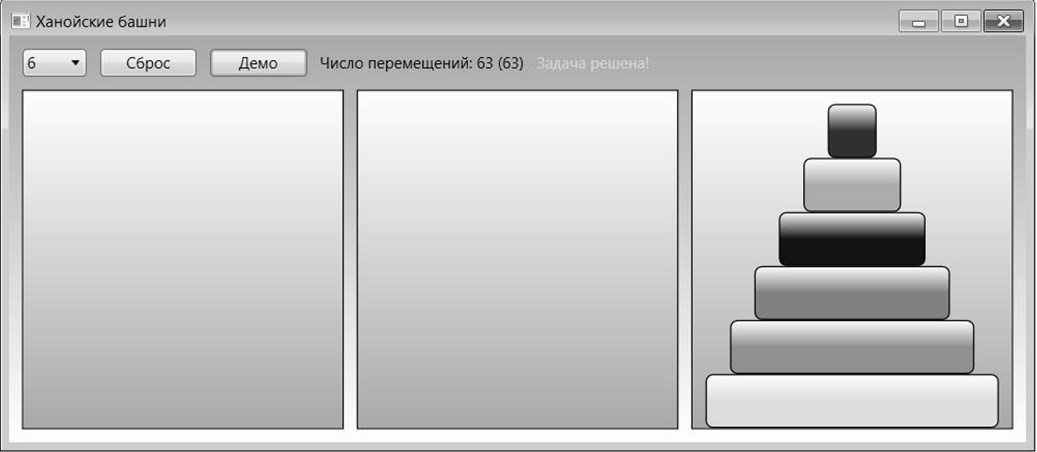 Ханойские башни
6 Сброс Демо Число перемещений: 63 (63) Задача решена!